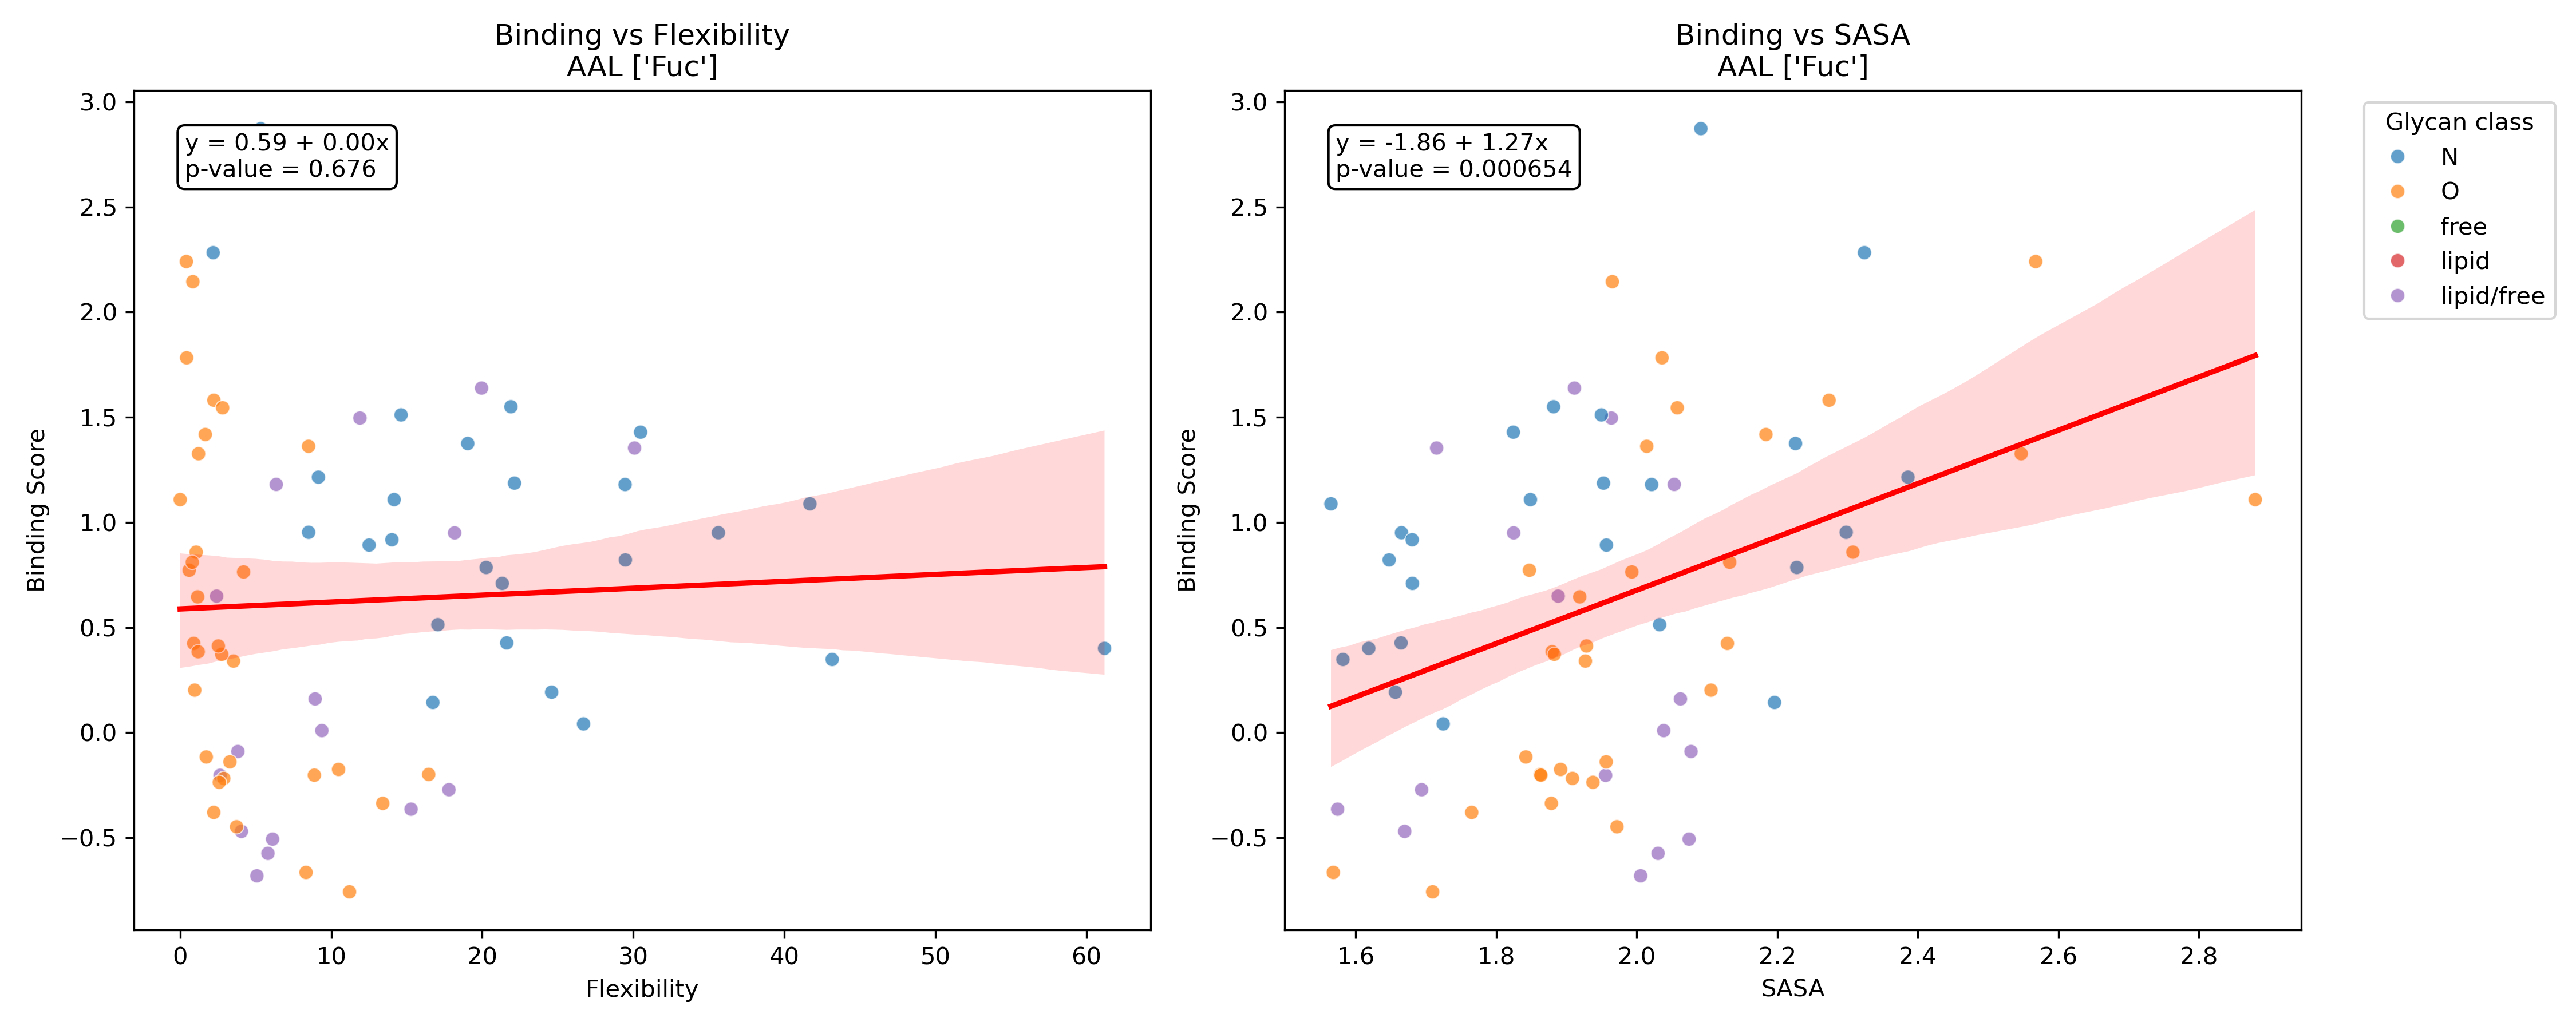 Binding vs Flexibility
AAL ['Fuc']
Binding Score
3.0
2.5
2.0
1.5
1.0
0.5
0.0
−0.5
y = 0.59 + 0.00x
p-value = 0.676
0 10 20 30 40 50 60
Flexibility
Binding vs SASA
AAL ['Fuc']
Binding Score
3.0
2.5
2.0
1.5
1.0
0.5
0.0
−0.5
y = -1.86 + 1.27x
p-value = 0.000654
1.6 1.8 2.0 2.2 2.4 2.6 2.8
SASA
Glycan class
N
O
free
lipid
lipid/free